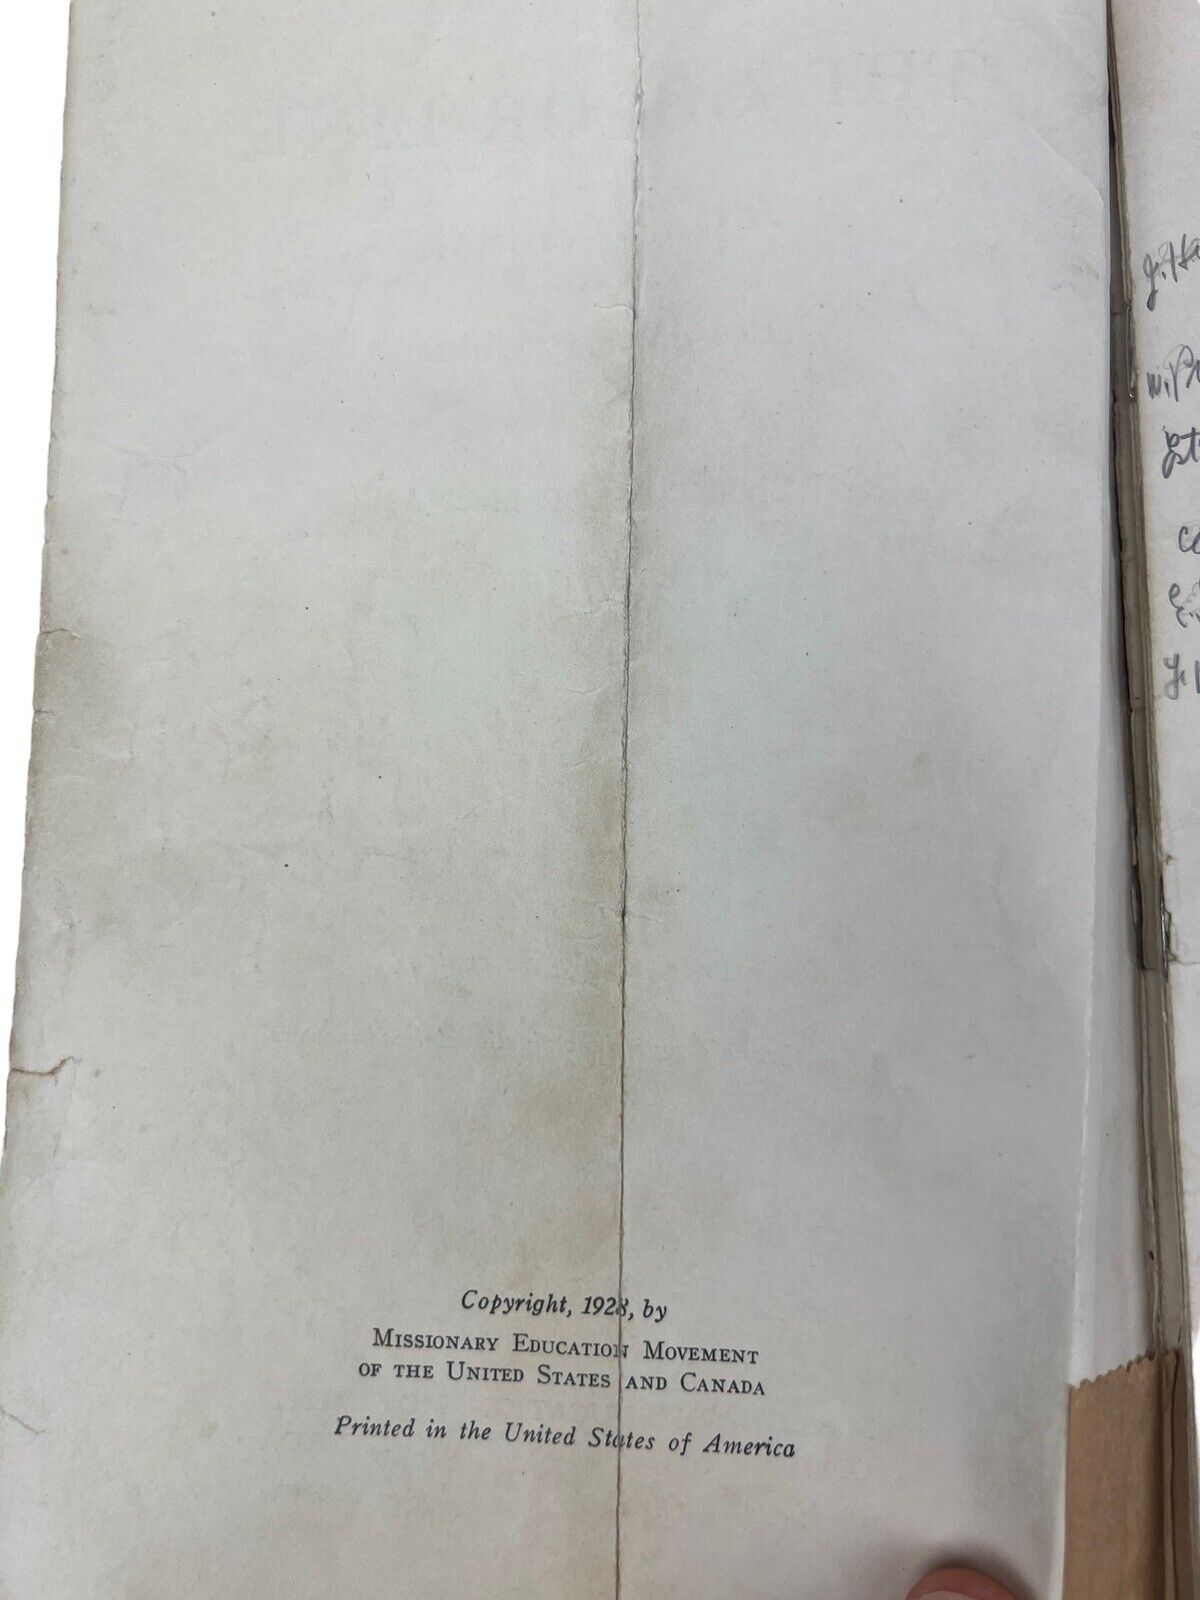 Copyright, 1928, by
MISSIONARY EDUCATION MOVEMENT
OF THE UNITED STATES AND CANADA
Printed in the United States of America